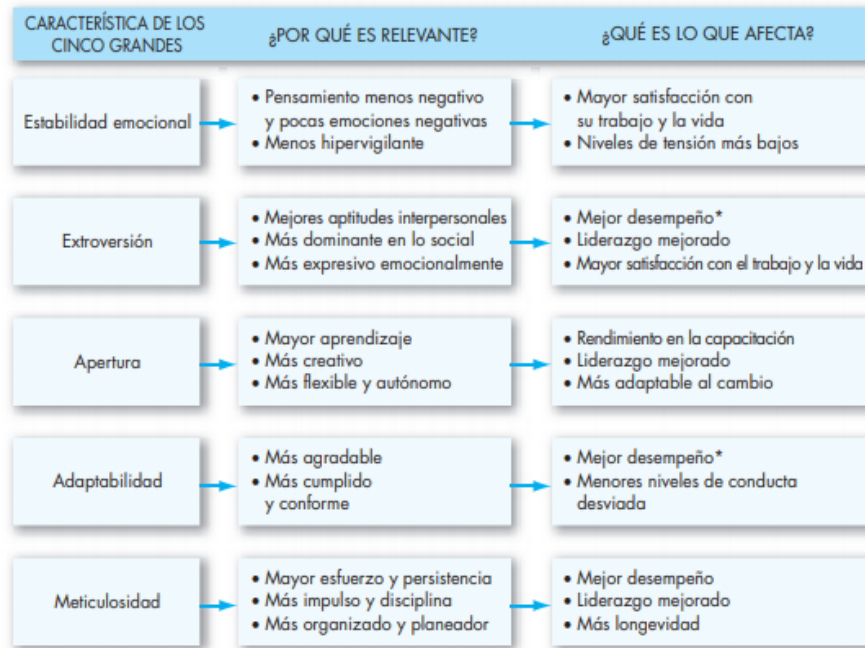 CARACTERÍSTICA DE LOS
CINCO GRANDES
¿POR QUÉ ES RELEVANTE?
¿QUÉ ES LO QUE AFECTA?
Estabilidad emocional
• Pensamiento menos negativo
y pocas emociones negativas
• Menos hipervigilante
• Mayor satisfacción con
su trabajo y la vida
• Niveles de tensión más bajos
Extroversión
• Mejores aptitudes interpersonales
• Más dominante en lo social
• Más expresivo emocionalmente
• Mejor desempeño*
• Liderazgo mejorado
• Mayor satisfacción con el trabajo y la vida
Apertura
• Mayor aprendizaje
• Más creativo
• Más flexible y autónomo
• Rendimiento en la capacitación
• Liderazgo mejorado
• Más adaptable al cambio
Adaptabilidad
• Más agradable
• Más cumplido
y conforme
• Mejor desempeño*
• Menores niveles de conducta
desviada
Meticulosidad
• Mayor esfuerzo y persistencia
• Más impulso y disciplina
• Más organizado y planeador
• Mejor desempeño
• Liderazgo mejorado
• Más longevidad